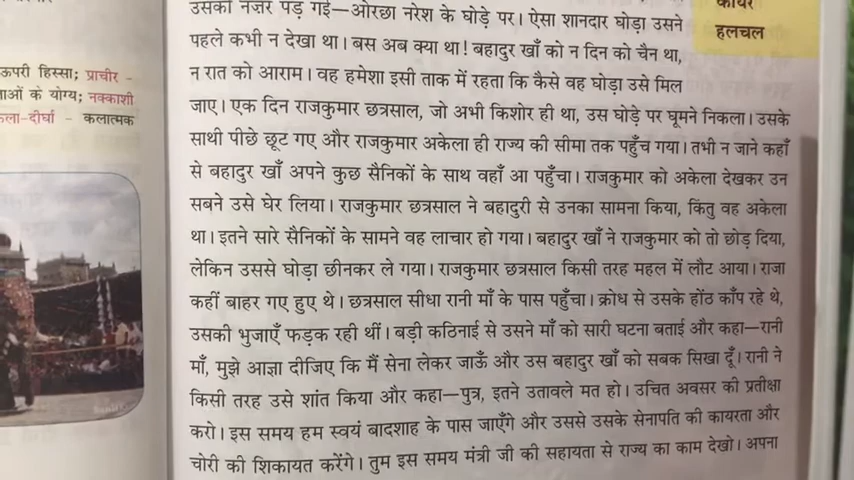 कायर
हलचल
उसकी नज़र पड़ गई—ओरछा नरेश के घोड़े पर। ऐसा शानदार घोड़ा उसने
पहले कभी न देखा था। बस अब क्या था! बहादुर खाँ को न दिन को चैन था,
न रात को आराम। वह हमेशा इसी ताक में रहता कि कैसे वह घोड़ा उसे मिल
जाए। एक दिन राजकुमार छत्रसाल, जो अभी किशोर ही था, उस घोड़े पर घूमने निकला। उसके
साथी पीछे छूट गए और राजकुमार अकेला ही राज्य की सीमा तक पहुँच गया। तभी न जाने कहाँ
से बहादुर खाँ अपने कुछ सैनिकों के साथ वहाँ आ पहुँचा। राजकुमार को अकेला देखकर उन
सबने उसे घेर लिया। राजकुमार छत्रसाल ने बहादुरी से उनका सामना किया, किंतु वह अकेला
था। इतने सारे सैनिकों के सामने वह लाचार हो गया। बहादुर खाँ ने राजकुमार को तो छोड़ दिया,
लेकिन उससे घोड़ा छीनकर ले गया। राजकुमार छत्रसाल किसी तरह महल में लौट आया। राजा
कहीं बाहर गए हुए थे। छत्रसाल सीधा रानी माँ के पास पहुँचा। क्रोध से उसके होंठ काँप रहे थे,
उसकी भुजाएँ फड़क रही थीं। बड़ी कठिनाई से उसने माँ को सारी घटना बताई और कहा—रानी
माँ, मुझे आज्ञा दीजिए कि मैं सेना लेकर जाऊँ और उस बहादुर खाँ को सबक सिखा दूँ। रानी ने
किसी तरह उसे शांत किया और कहा—पुत्र, इतने उतावले मत हो। उचित अवसर की प्रतीक्षा
करो। इस समय हम स्वयं बादशाह के पास जाएँगे और उससे उसके सेनापति की कायरता और
चोरी की शिकायत करेंगे। तुम इस समय मंत्री जी की सहायता से राज्य का काम देखो। अपना
ऊपरी हिस्सा; प्राचीर -
के योग्य; नक्काशी
- कलात्मक